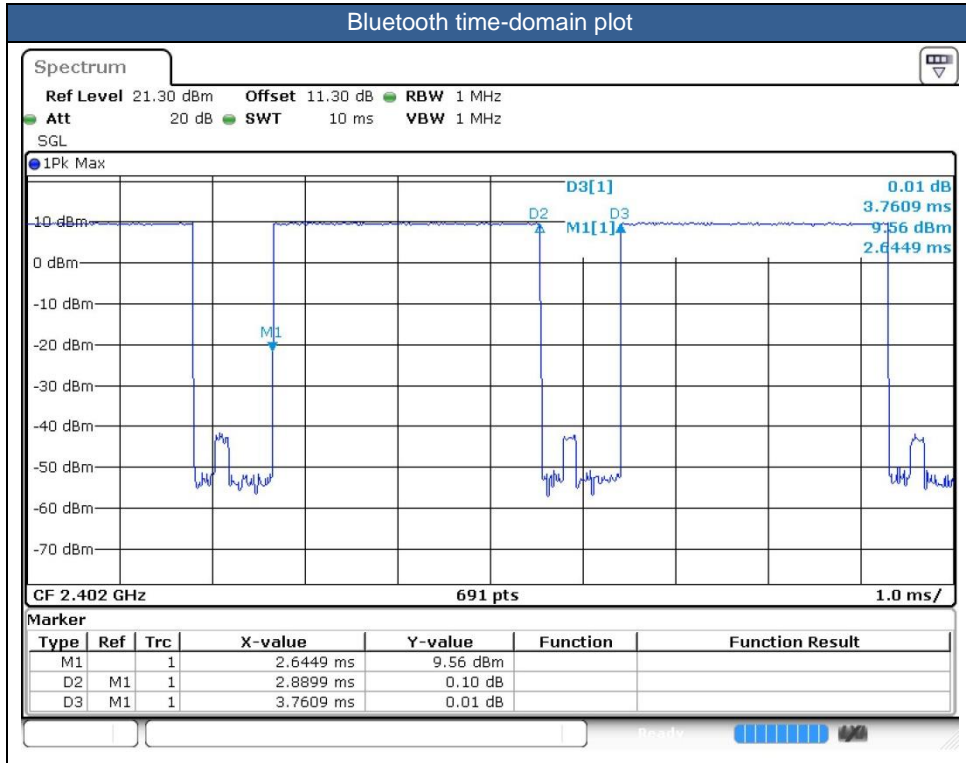 Bluetooth time-domain plot
Spectrum
Ref Level 21.30 dBm Offset 11.30 dB RBW 1 MHz
Att 20 dB SWT 10 ms VBW 1 MHz
SGL
1Pk Max
D3[1] 0.01 dB
3.7609 ms
M1[1] 9.56 dBm
2.6449 ms
D2 D3
10 dBm
0 dBm
-10 dBm
M1
-20 dBm
-30 dBm
-40 dBm
-50 dBm
-60 dBm
-70 dBm
CF 2.402 GHz 691 pts 1.0 ms/
Marker
Type Ref Trc X-value Y-value Function Function Result
M1 1 2.6449 ms 9.56 dBm
D2 M1 1 2.8899 ms 0.10 dB
D3 M1 1 3.7609 ms 0.01 dB
Ready